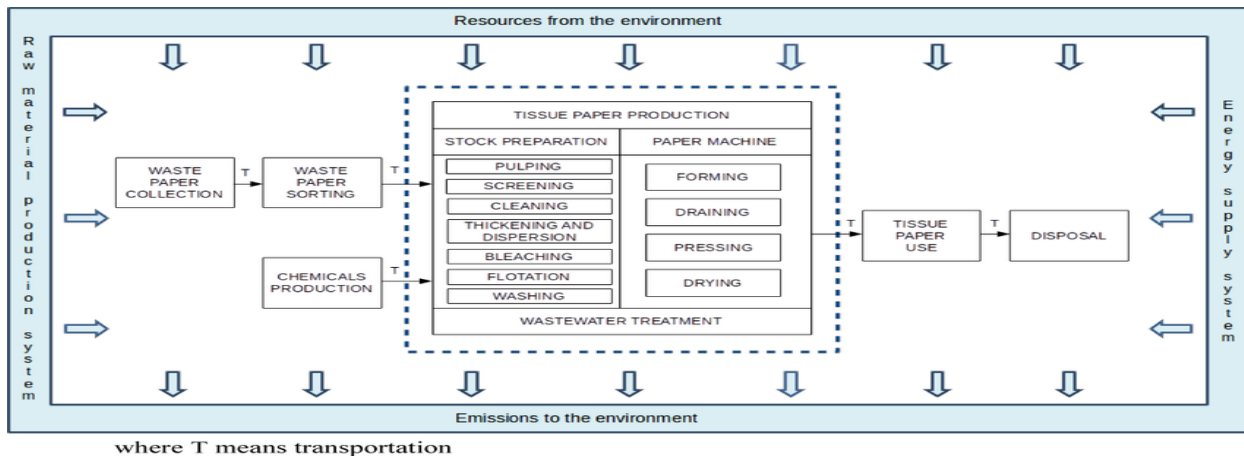 Resources from the environment
Raw material production system
Energy supply system
TISSUE PAPER PRODUCTION
STOCK PREPARATION
PAPER MACHINE
PULPING
SCREENING
CLEANING
THICKENING AND
DISPERSION
BLEACHING
FLOTATION
WASHING
FORMING
DRAINING
PRESSING
DRYING
WASTEWATER TREATMENT
WASTE
PAPER
COLLECTION
T
WASTE
PAPER
SORTING
T
CHEMICALS
PRODUCTION
T
T
TISSUE
PAPER
USE
T
DISPOSAL
Emissions to the environment
where T means transportation